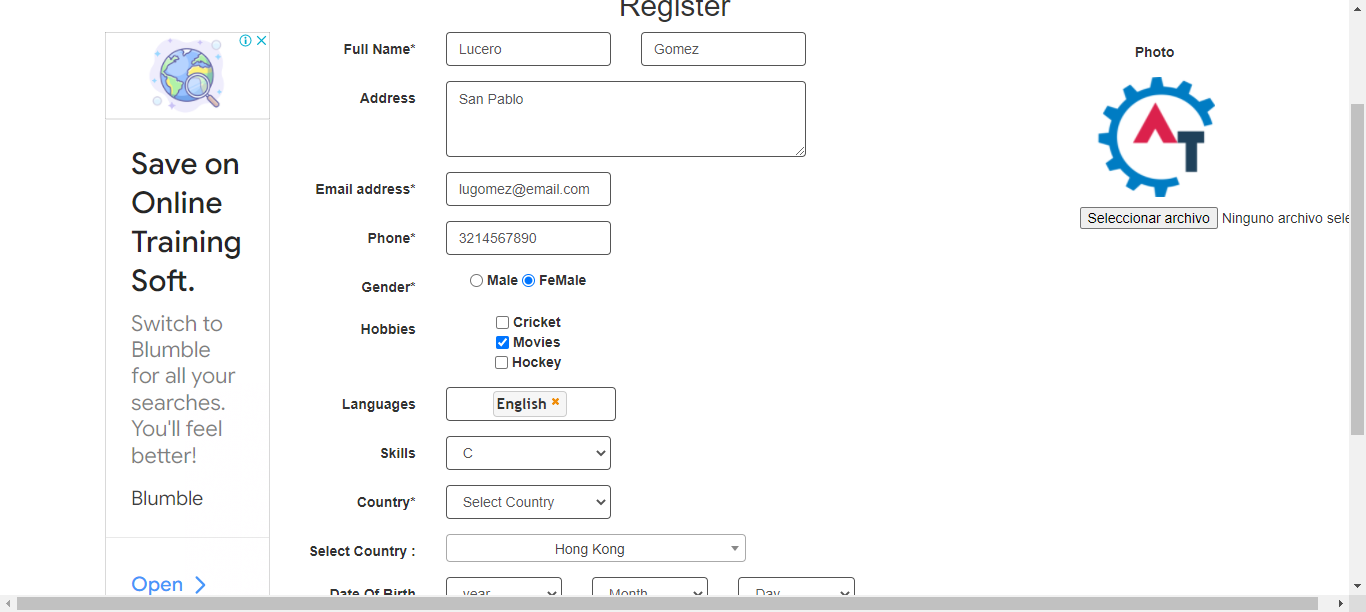 Register
Full Name* Lucero Gomez
Photo
Address San Pablo
AT
Email address* lugomez@email.com
Seleccionar archivo Ninguno archivo sele
Phone* 3214567890
Gender* Male FeMale
Hobbies Cricket
Movies
Hockey
Languages English
Skills C
Country* Select Country
Select Country : Hong Kong
Date Of Birth year Month Day
Save on
Online
Training
Soft.
Switch to
Blumble
for all your
searches.
You'll feel
better!
Blumble
Open